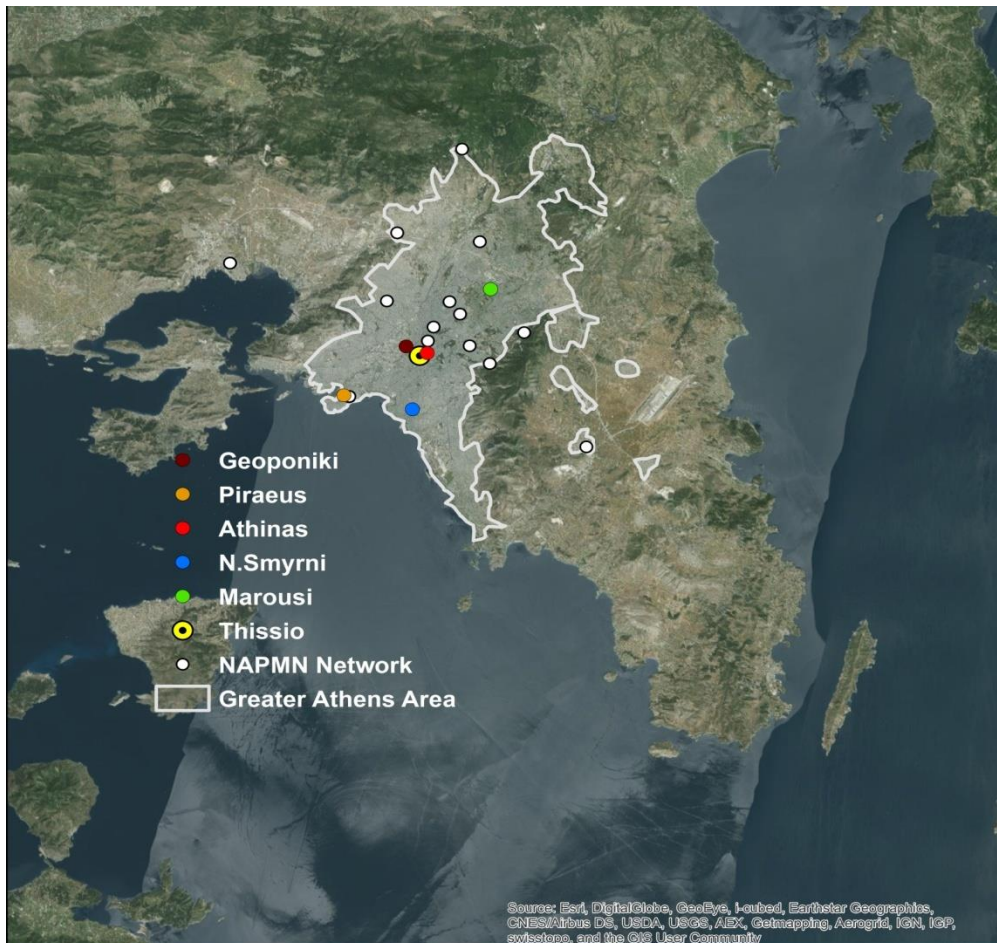 Geoponiki
Piraeus
Athinas
N.Smyrni
Marousi
Thissio
NAPMN Network
Greater Athens Area
Source: Esri, DigitalGlobe, GeoEye, i-cubed, Earthstar Geographics,
CNES/Airbus DS, USDA, USGS, AEX, Getmapping, Aerogrid, IGN, IGP,
swisstopo, and the GIS User Community